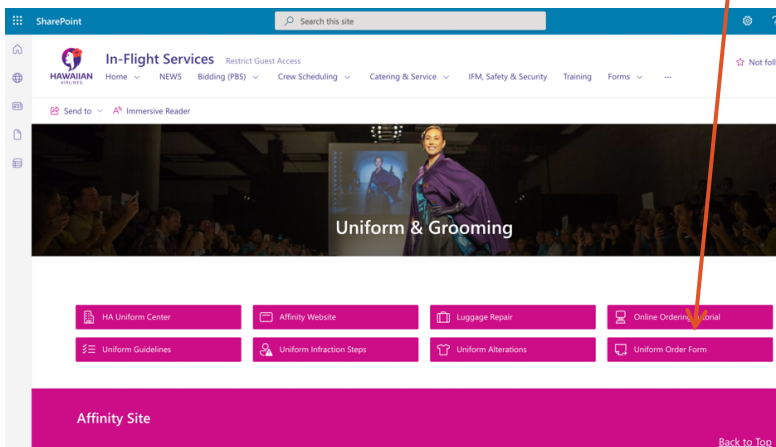 SharePoint
Search this site
In-Flight Services Restrict Guest Access
HAWAIIAN
AIRLINES
Home NEWS Bidding (PBS) Crew Scheduling Catering & Service IFM, Safety & Security Training Forms ...
Not foll
Send to Immersive Reader
Uniform & Grooming
HA Uniform Center
Affinity Website
Luggage Repair
Online Ordering torial
Uniform Guidelines
Uniform Infraction Steps
Uniform Alterations
Uniform Order Form
Affinity Site
Back to Top